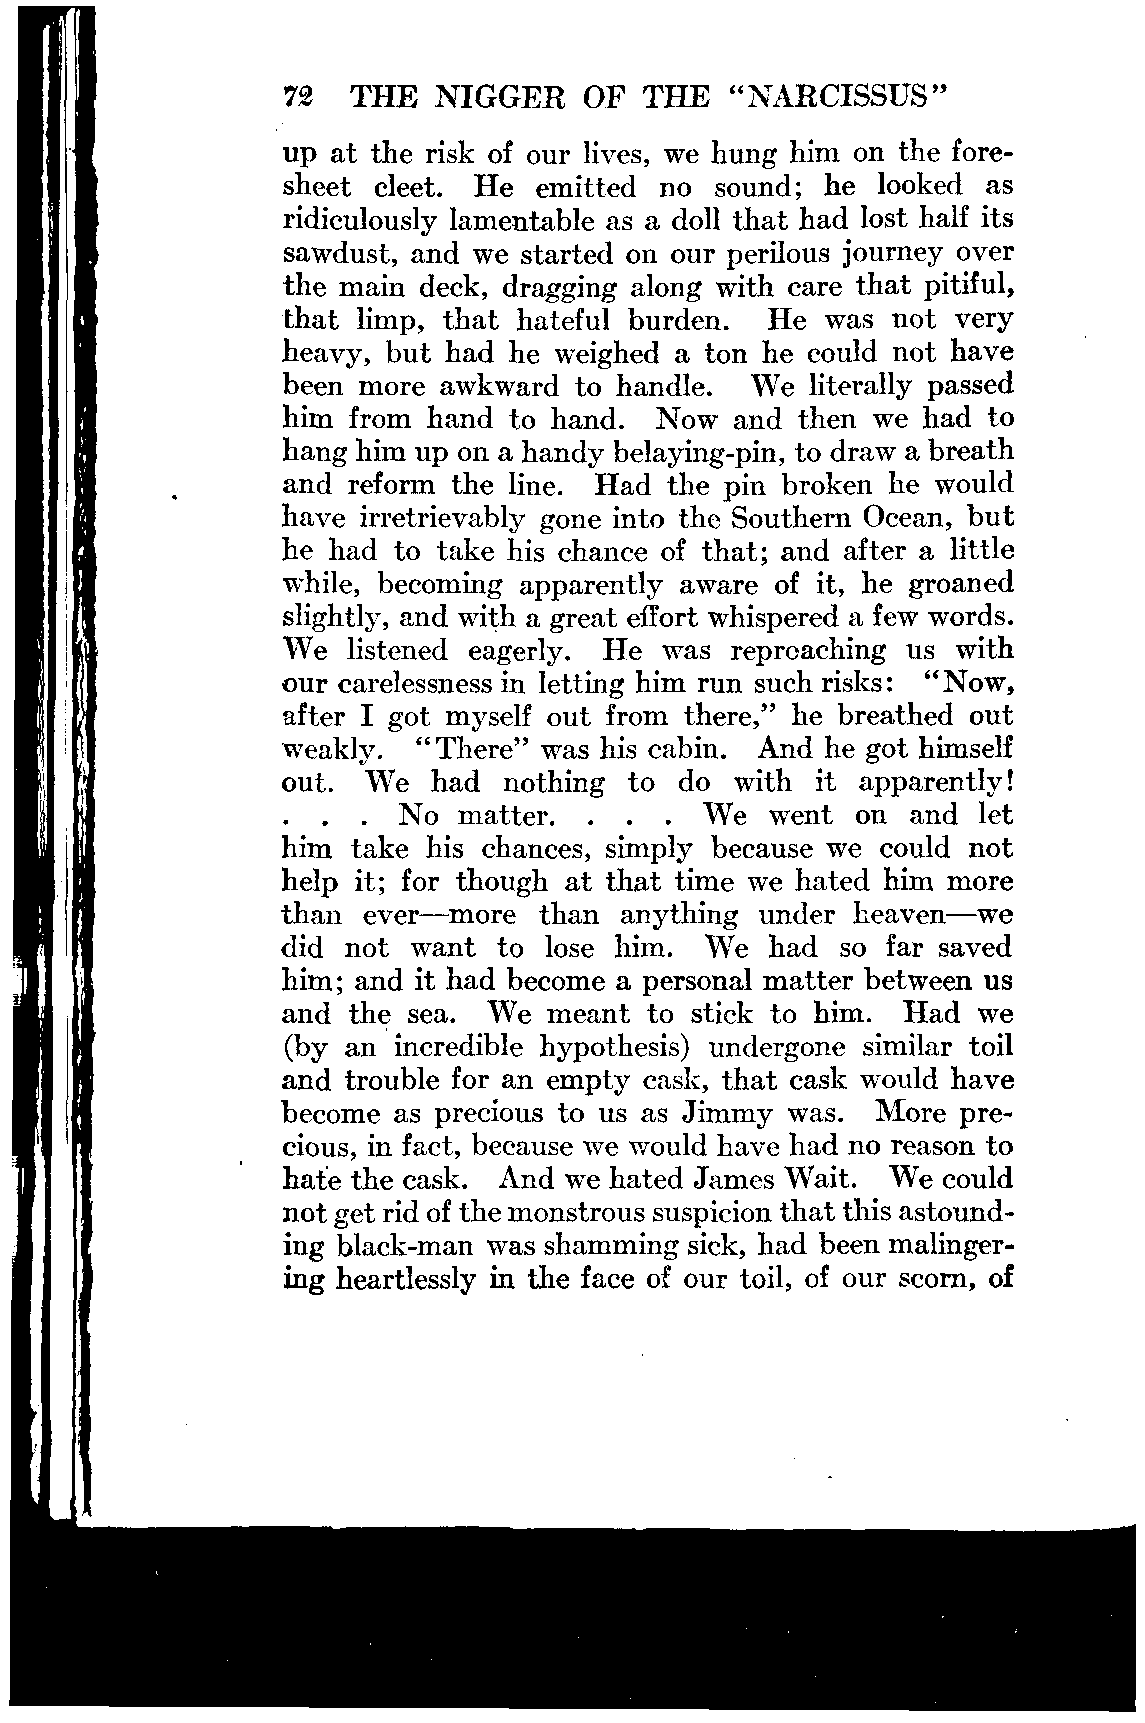 72 THE NIGGER OF THE "NARCISSUS"
up at the risk of our lives, we hung him on the fore-
sheet cleet. He emitted no sound; he looked as
ridiculously lamentable as a doll that had lost half its
sawdust, and we started on our perilous journey over
the main deck, dragging along with care that pitiful,
that limp, that hateful burden. He was not very
heavy, but had he weighed a ton he could not have
been more awkward to handle. We literally passed
him from hand to hand. Now and then we had to
hang him up on a handy belaying-pin, to draw a breath
and reform the line. Had the pin broken he would
have irretrievably gone into the Southern Ocean, but
he had to take his chance of that; and after a little
while, becoming apparently aware of it, he groaned
slightly, and with a great effort whispered a few words.
We listened eagerly. He was reproaching us with
our carelessness in letting him run such risks: "Now,
after I got myself out from there," he breathed out
weakly. "There" was his cabin. And he got himself
out. We had nothing to do with it apparently!
. . . No matter. . . . We went on and let
him take his chances, simply because we could not
help it; for though at that time we hated him more
than ever—more than anything under heaven—we
did not want to lose him. We had so far saved
him; and it had become a personal matter between us
and the sea. We meant to stick to him. Had we
(by an incredible hypothesis) undergone similar toil
and trouble for an empty cask, that cask would have
become as precious to us as Jimmy was. More pre-
cious, in fact, because we would have had no reason to
hate the cask. And we hated James Wait. We could
not get rid of the monstrous suspicion that this astound-
ing black-man was shamming sick, had been malinger-
ing heartlessly in the face of our toil, of our scorn, of